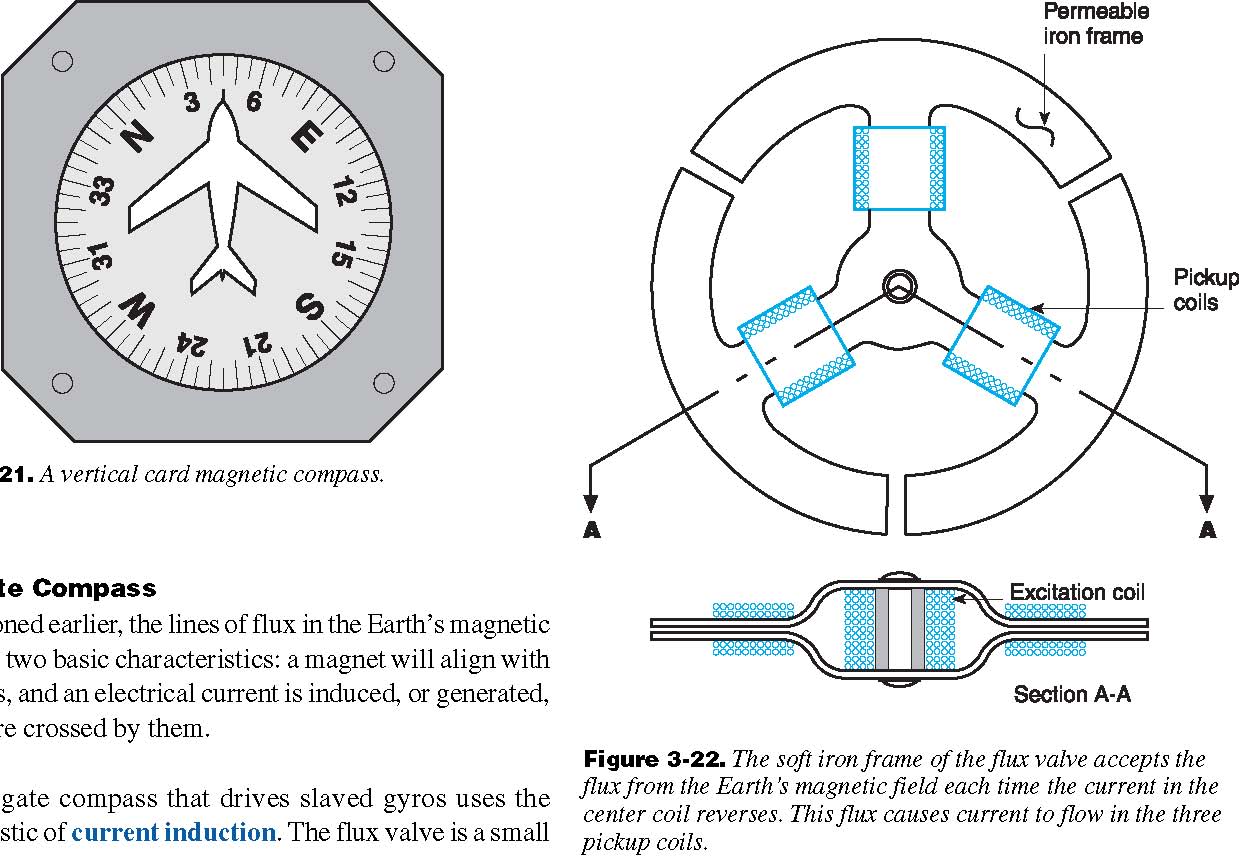 N
3
6
E
12
15
S
21
24
W
31
33
21. A vertical card magnetic compass.
te Compass
oned earlier, the lines of flux in the Earth's magnetic
two basic characteristics: a magnet will align with
s, and an electrical current is induced, or generated,
re crossed by them.
gate compass that drives slaved gyros uses the
stic of current induction. The flux valve is a small
Permeable
iron frame
Pickup
coils
A
A
Excitation coil
Section A-A
Figure 3-22. The soft iron frame of the flux valve accepts the
flux from the Earth's magnetic field each time the current in the
center coil reverses. This flux causes current to flow in the three
pickup coils.